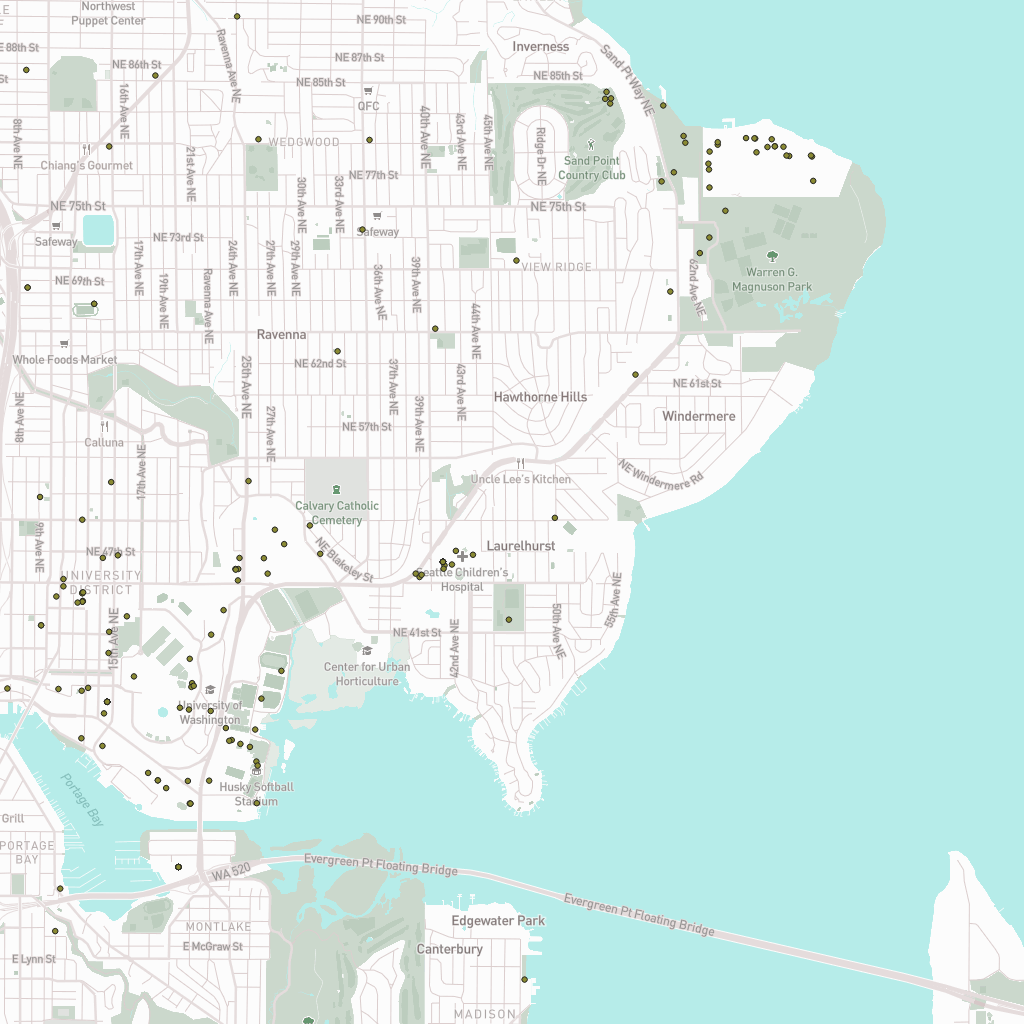 Northwest
Puppet Center
NE 90th St
NE 88th St
NE 86th St
NE 87th St
NE 85th St
Inverness
NE 85th St
Sand Pt Way NE
Ravenna Ave NE
QFC
16th Ave NE
8th Ave NE
21st Ave NE
40th Ave NE
43rd Ave NE
45th Ave NE
Ridge Dr NE
WEDGWOOD
Chiang's Gourmet
Sand Point
Country Club
NE 77th St
30th Ave NE
33rd Ave NE
NE 75th St
NE 75th St
Safeway
NE 73rd St
Safeway
17th Ave NE
24th Ave NE
27th Ave NE
29th Ave NE
NE 69th St
19th Ave NE
Ravenna Ave NE
36th Ave NE
39th Ave NE
VIEW RIDGE
62nd Ave NE
Warren G.
Magnuson Park
44th Ave NE
Ravenna
Whole Foods Market
NE 62nd St
25th Ave NE
37th Ave NE
43rd Ave NE
NE 61st St
Hawthorne Hills
8th Ave NE
27th Ave NE
39th Ave NE
Windermere
NE 57th St
Calluna
17th Ave NE
Uncle Lee's Kitchen
NE Windermere Rd
Calvary Catholic
Cemetery
9th Ave NE
NE 47th St
NE Blakeley St
Laurelhurst
Seattle Children's
Hospital
UNIVERSITY
DISTRICT
15th Ave NE
50th Ave NE
55th Ave NE
NE 41st St
42nd Ave NE
Center for Urban
Horticulture
University of
Washington
Portage Bay
Husky Softball
Stadium
Grill
PORTAGE
BAY
WA 520
Evergreen Pt Floating Bridge
Evergreen Pt Floating Bridge
MONTLAKE
Edgewater Park
E McGraw St
Canterbury
E Lynn St
MADISON